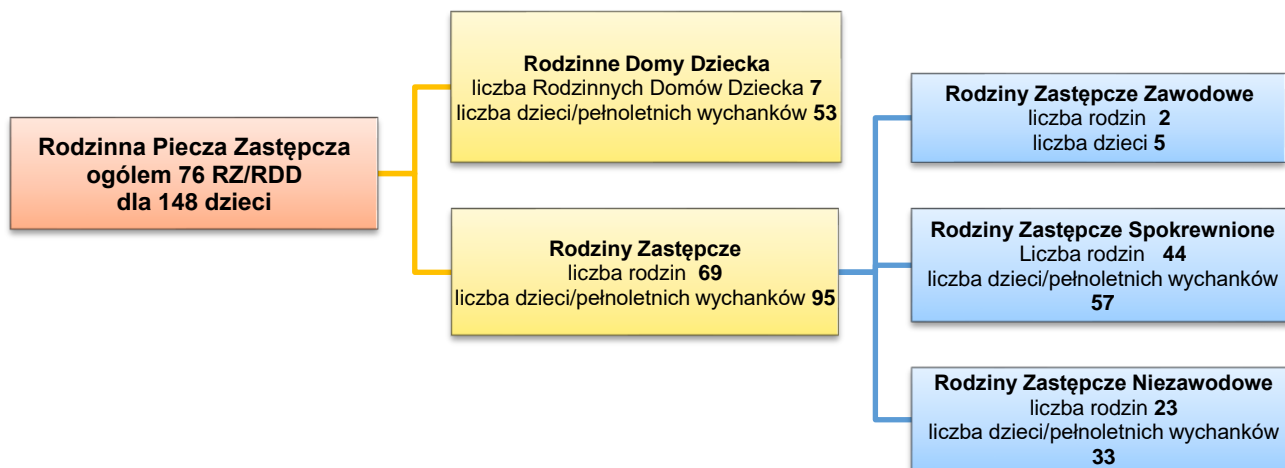 Rodzinna Piecza Zastępcza
ogólem 76 RZ/RDD
dla 148 dzieci
Rodzinne Domy Dziecka
liczba Rodzinnych Domów Dziecka 7
liczba dzieci/pełnoletnich wychanków 53
Rodziny Zastępcze
liczba rodzin 69
liczba dzieci/pełnoletnich wychanków 95
Rodziny Zastępcze Zawodowe
liczba rodzin 2
liczba dzieci 5
Rodziny Zastępcze Spokrewnione
Liczba rodzin 44
liczba dzieci/pełnoletnich wychanków
57
Rodziny Zastępcze Niezawodowe
liczba rodzin 23
liczba dzieci/pełnoletnich wychanków
33